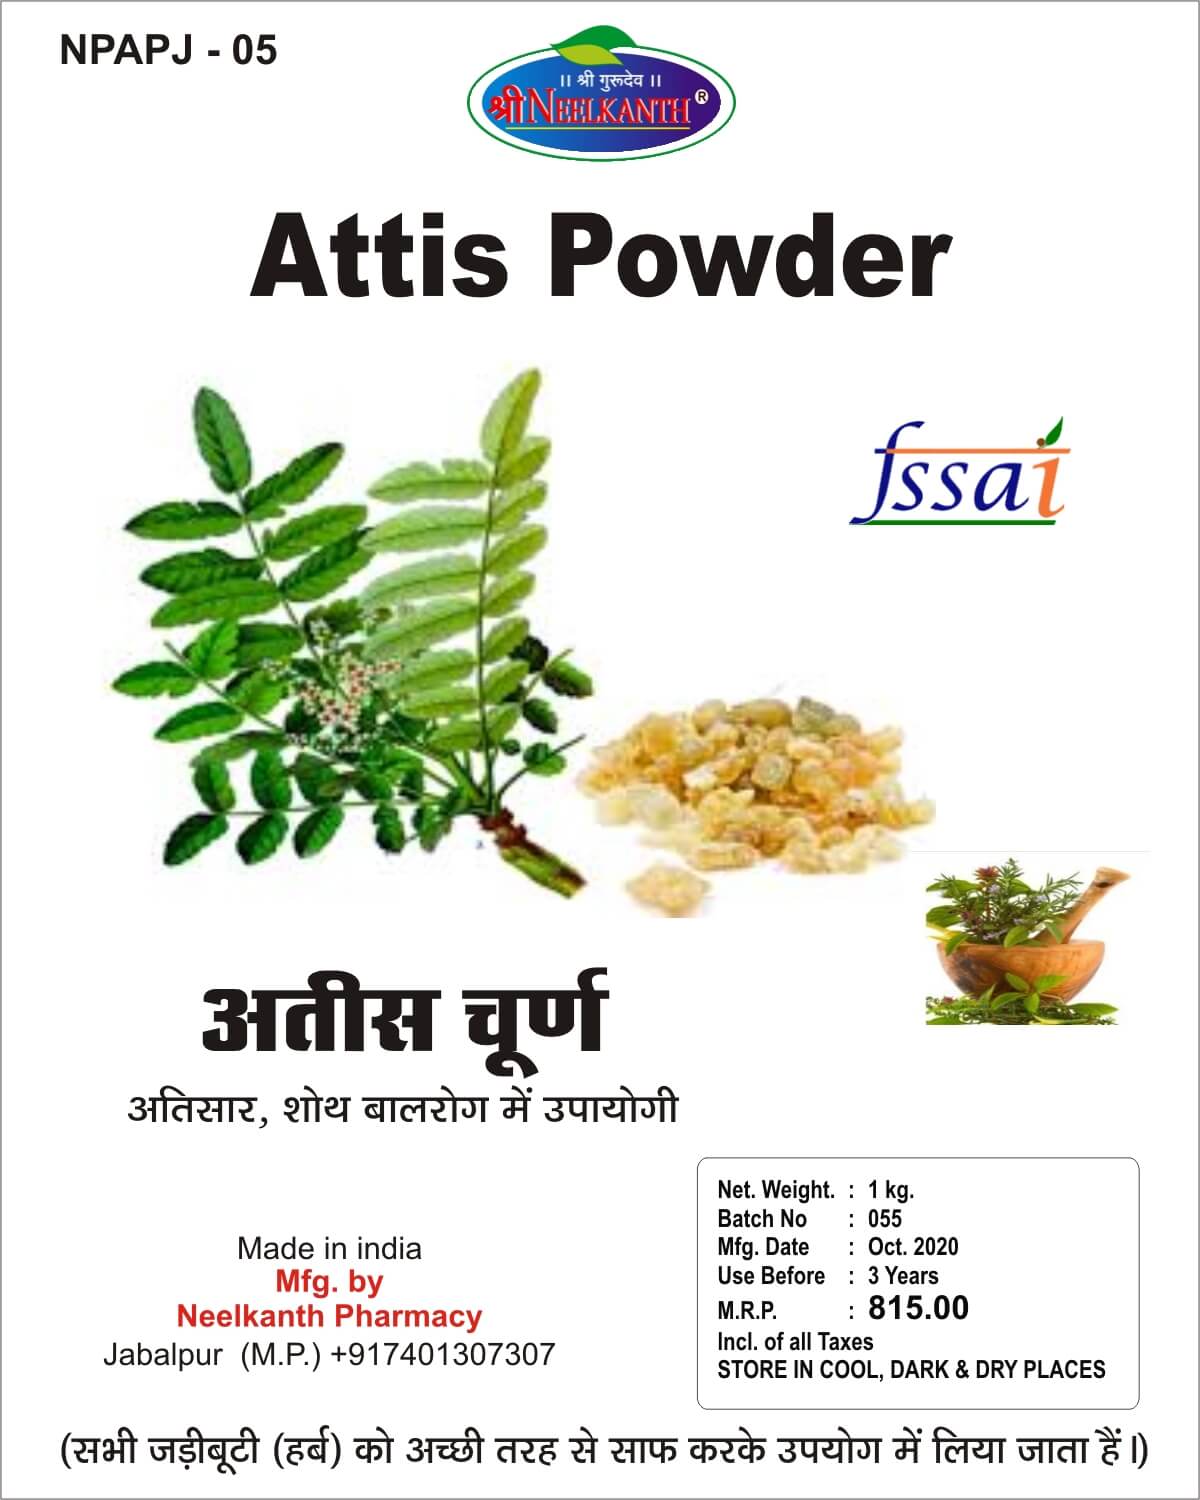 NPAPJ - 05
।। श्री गुरूदेव ।।
श्री NEELKANTH ®
Attis Powder
fssai
अतीस चूर्ण
अतिसार, शोथ बालरोग में उपायोगी
Net. Weight. : 1 kg.
Batch No : 055
Mfg. Date : Oct. 2020
Use Before : 3 Years
M.R.P. : 815.00
Incl. of all Taxes
STORE IN COOL, DARK & DRY PLACES
Made in india
Mfg. by
Neelkanth Pharmacy
Jabalpur (M.P.) +917401307307
(सभी जड़ीबूटी (हर्ब) को अच्छी तरह से साफ करके उपयोग में लिया जाता हैं।)